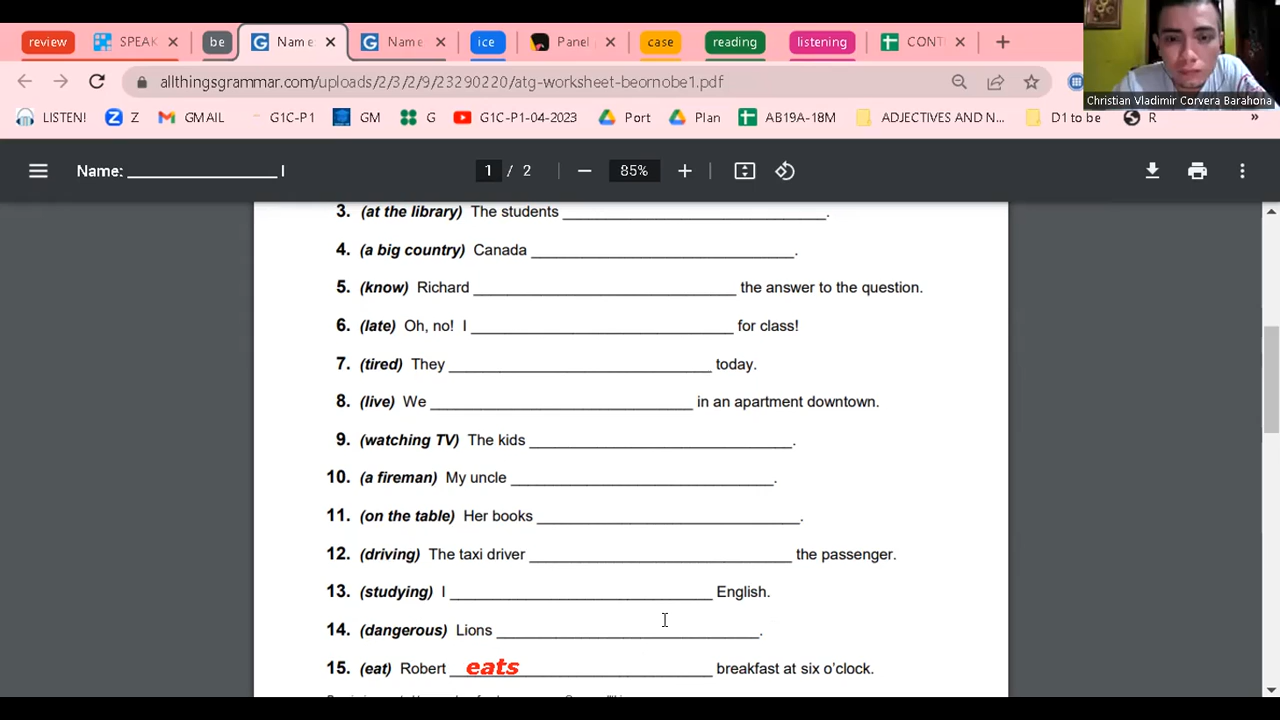 review SPEAK be Name Name ice Panel case reading listening CONT
allthingsgrammar.com/uploads/2/3/2/9/23290220/atg-worksheet-beornobe1.pdf
Christian Vladimir Corvera Barahona
LISTEN! Z GMAIL G1C-P1 GM G G1C-P1-04-2023 Port Plan AB19A-18M ADJECTIVES AND N... D1 to be R »
Name: ________________ I 1 / 2 85%
3. (at the library) The students ______________________________.
4. (a big country) Canada ______________________________.
5. (know) Richard ______________________________ the answer to the question.
6. (late) Oh, no! I ______________________________ for class!
7. (tired) They ______________________________ today.
8. (live) We ______________________________ in an apartment downtown.
9. (watching TV) The kids ______________________________.
10. (a fireman) My uncle ______________________________.
11. (on the table) Her books ______________________________.
12. (driving) The taxi driver ______________________________ the passenger.
13. (studying) I ______________________________ English.
14. (dangerous) Lions ______________________________.
15. (eat) Robert eats breakfast at six o'clock.